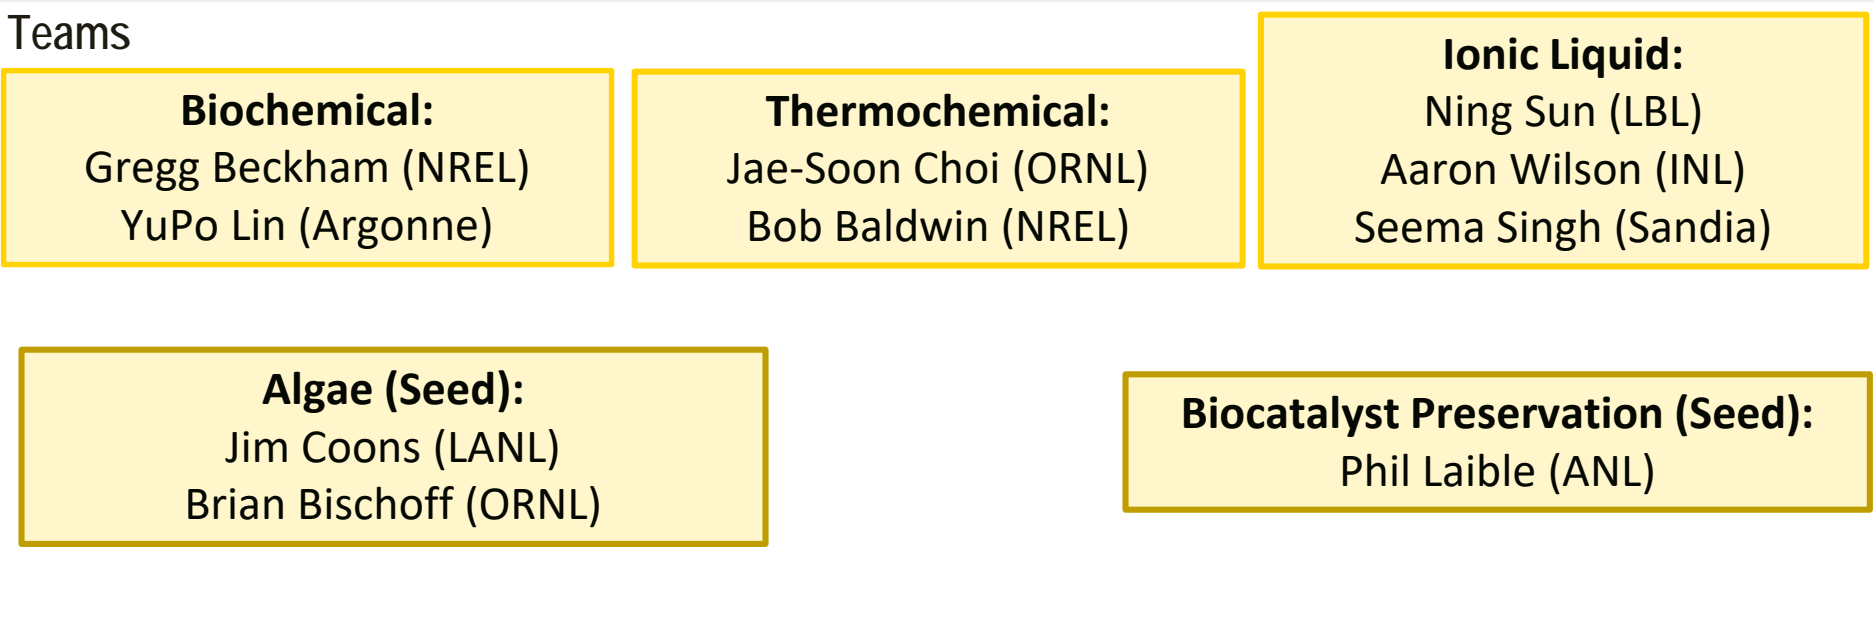 Teams
Biochemical:
Gregg Beckham (NREL)
YuPo Lin (Argonne)
Thermochemical:
Jae-Soon Choi (ORNL)
Bob Baldwin (NREL)
Ionic Liquid:
Ning Sun (LBL)
Aaron Wilson (INL)
Seema Singh (Sandia)
Algae (Seed):
Jim Coons (LANL)
Brian Bischoff (ORNL)
Biocatalyst Preservation (Seed):
Phil Laible (ANL)